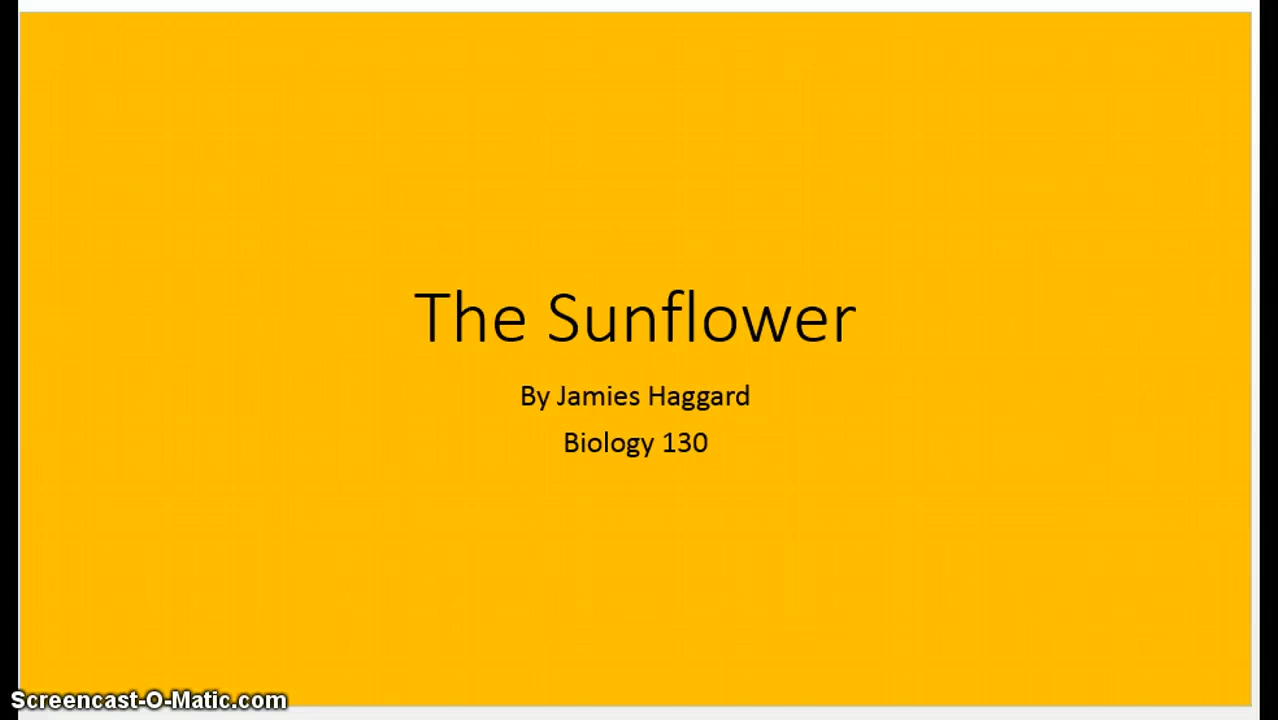 The Sunflower
By Jamies Haggard
Biology 130
Screencast-O-Matic.com